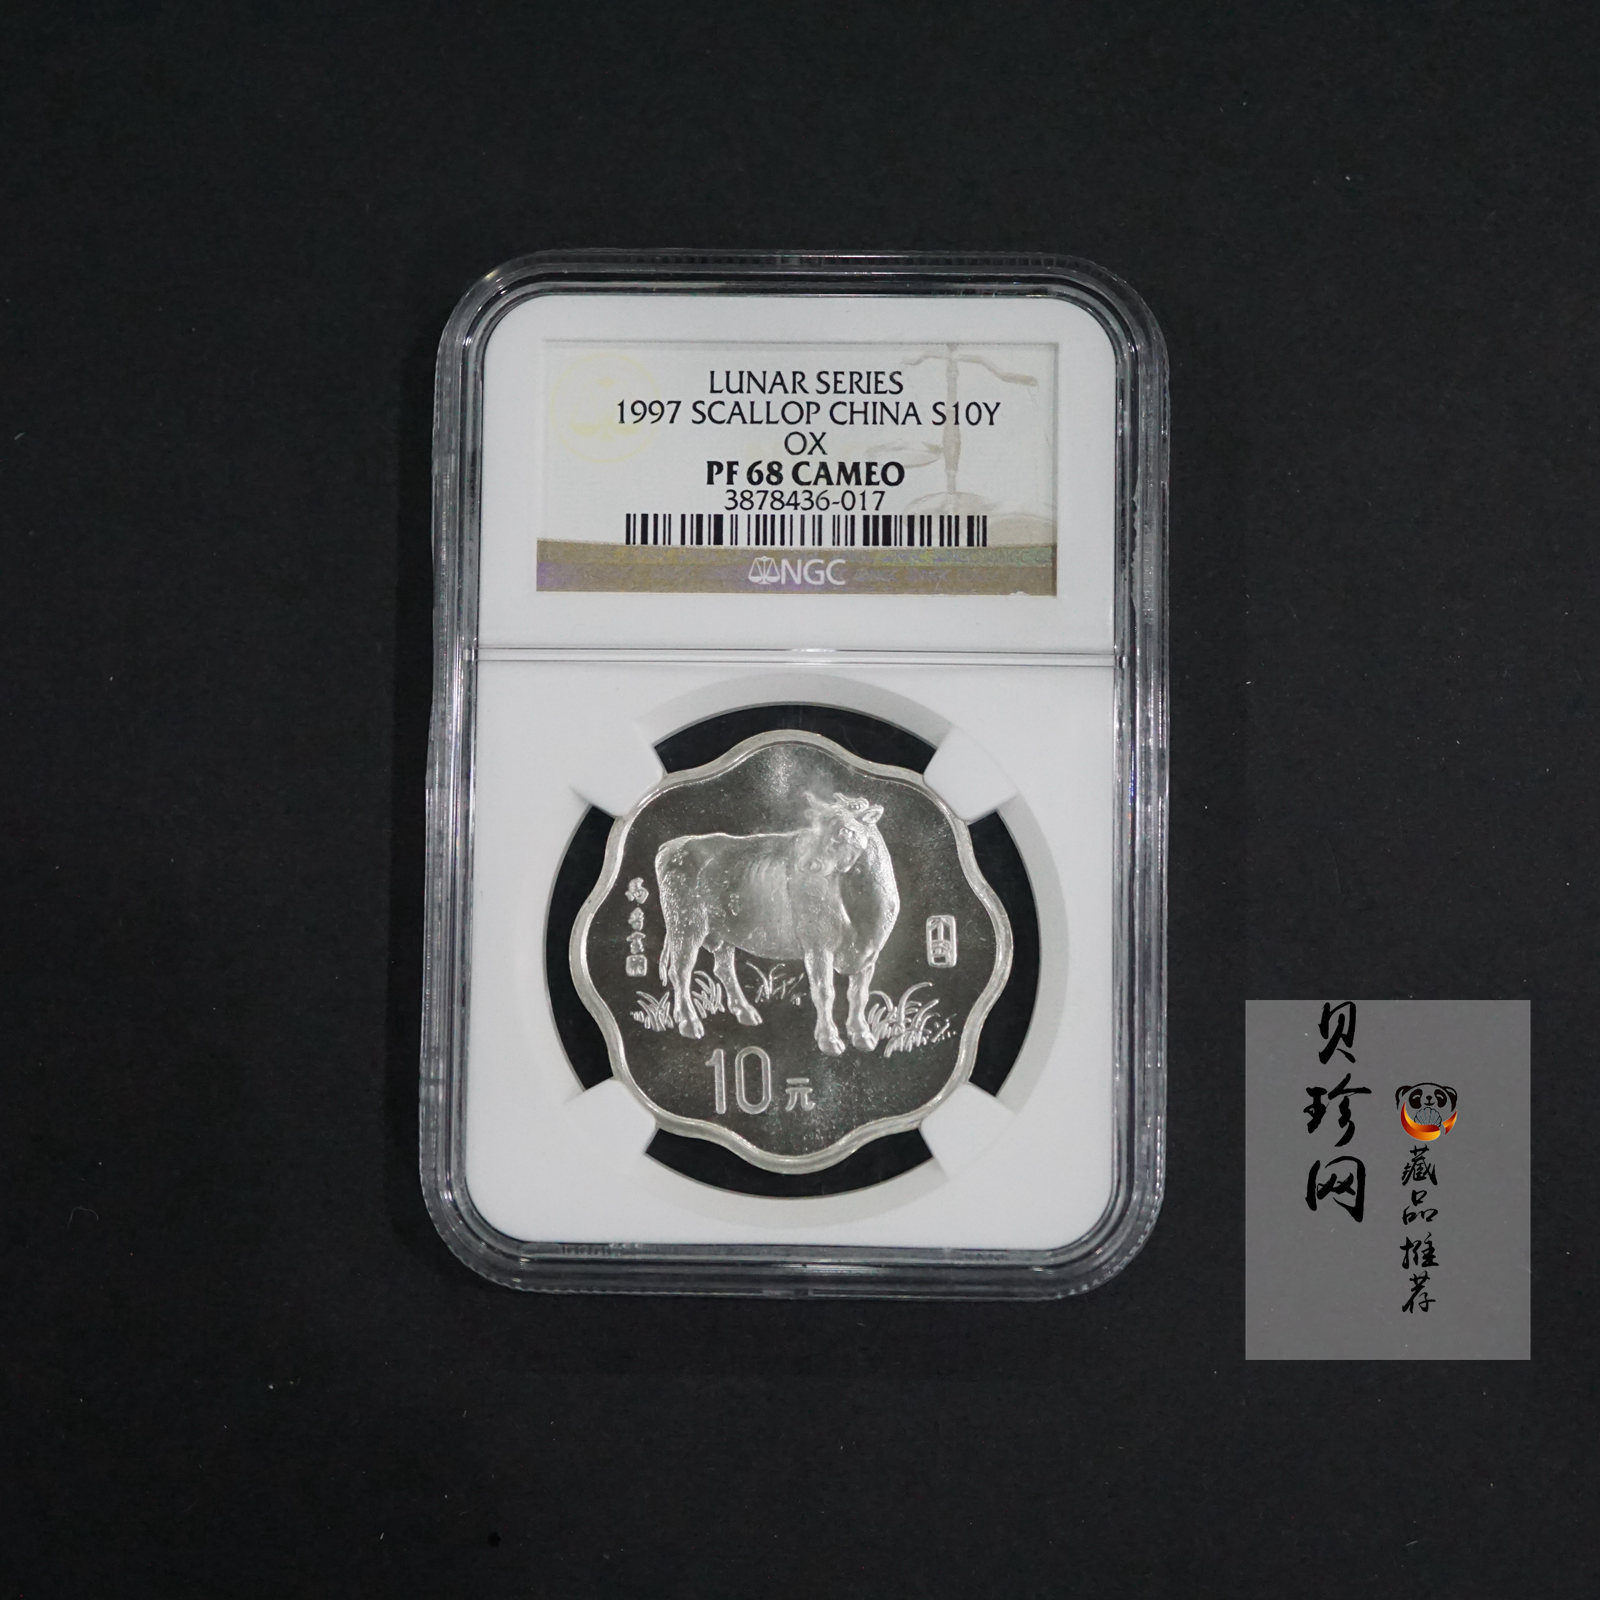 LUNAR SERIES
1997 SCALLOP CHINA S10Y
OX
PF 68 CAMEO
3878436-017
NGC
10元
贝珍网
藏品推荐